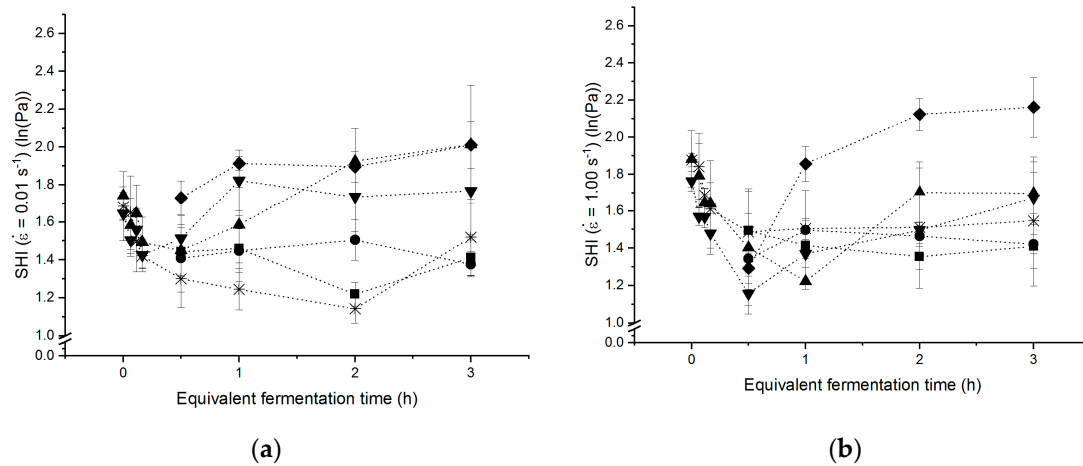 2.6
2.4
2.2
2.0
1.8
1.6
1.4
1.2
1.0
0.0
SHI (ε̇ = 0.01 s⁻¹) (ln(Pa))
0 1 2 3
Equivalent fermentation time (h)
(a)
2.6
2.4
2.2
2.0
1.8
1.6
1.4
1.2
1.0
0.0
SHI (ε̇ = 1.00 s⁻¹) (ln(Pa))
0 1 2 3
Equivalent fermentation time (h)
(b)